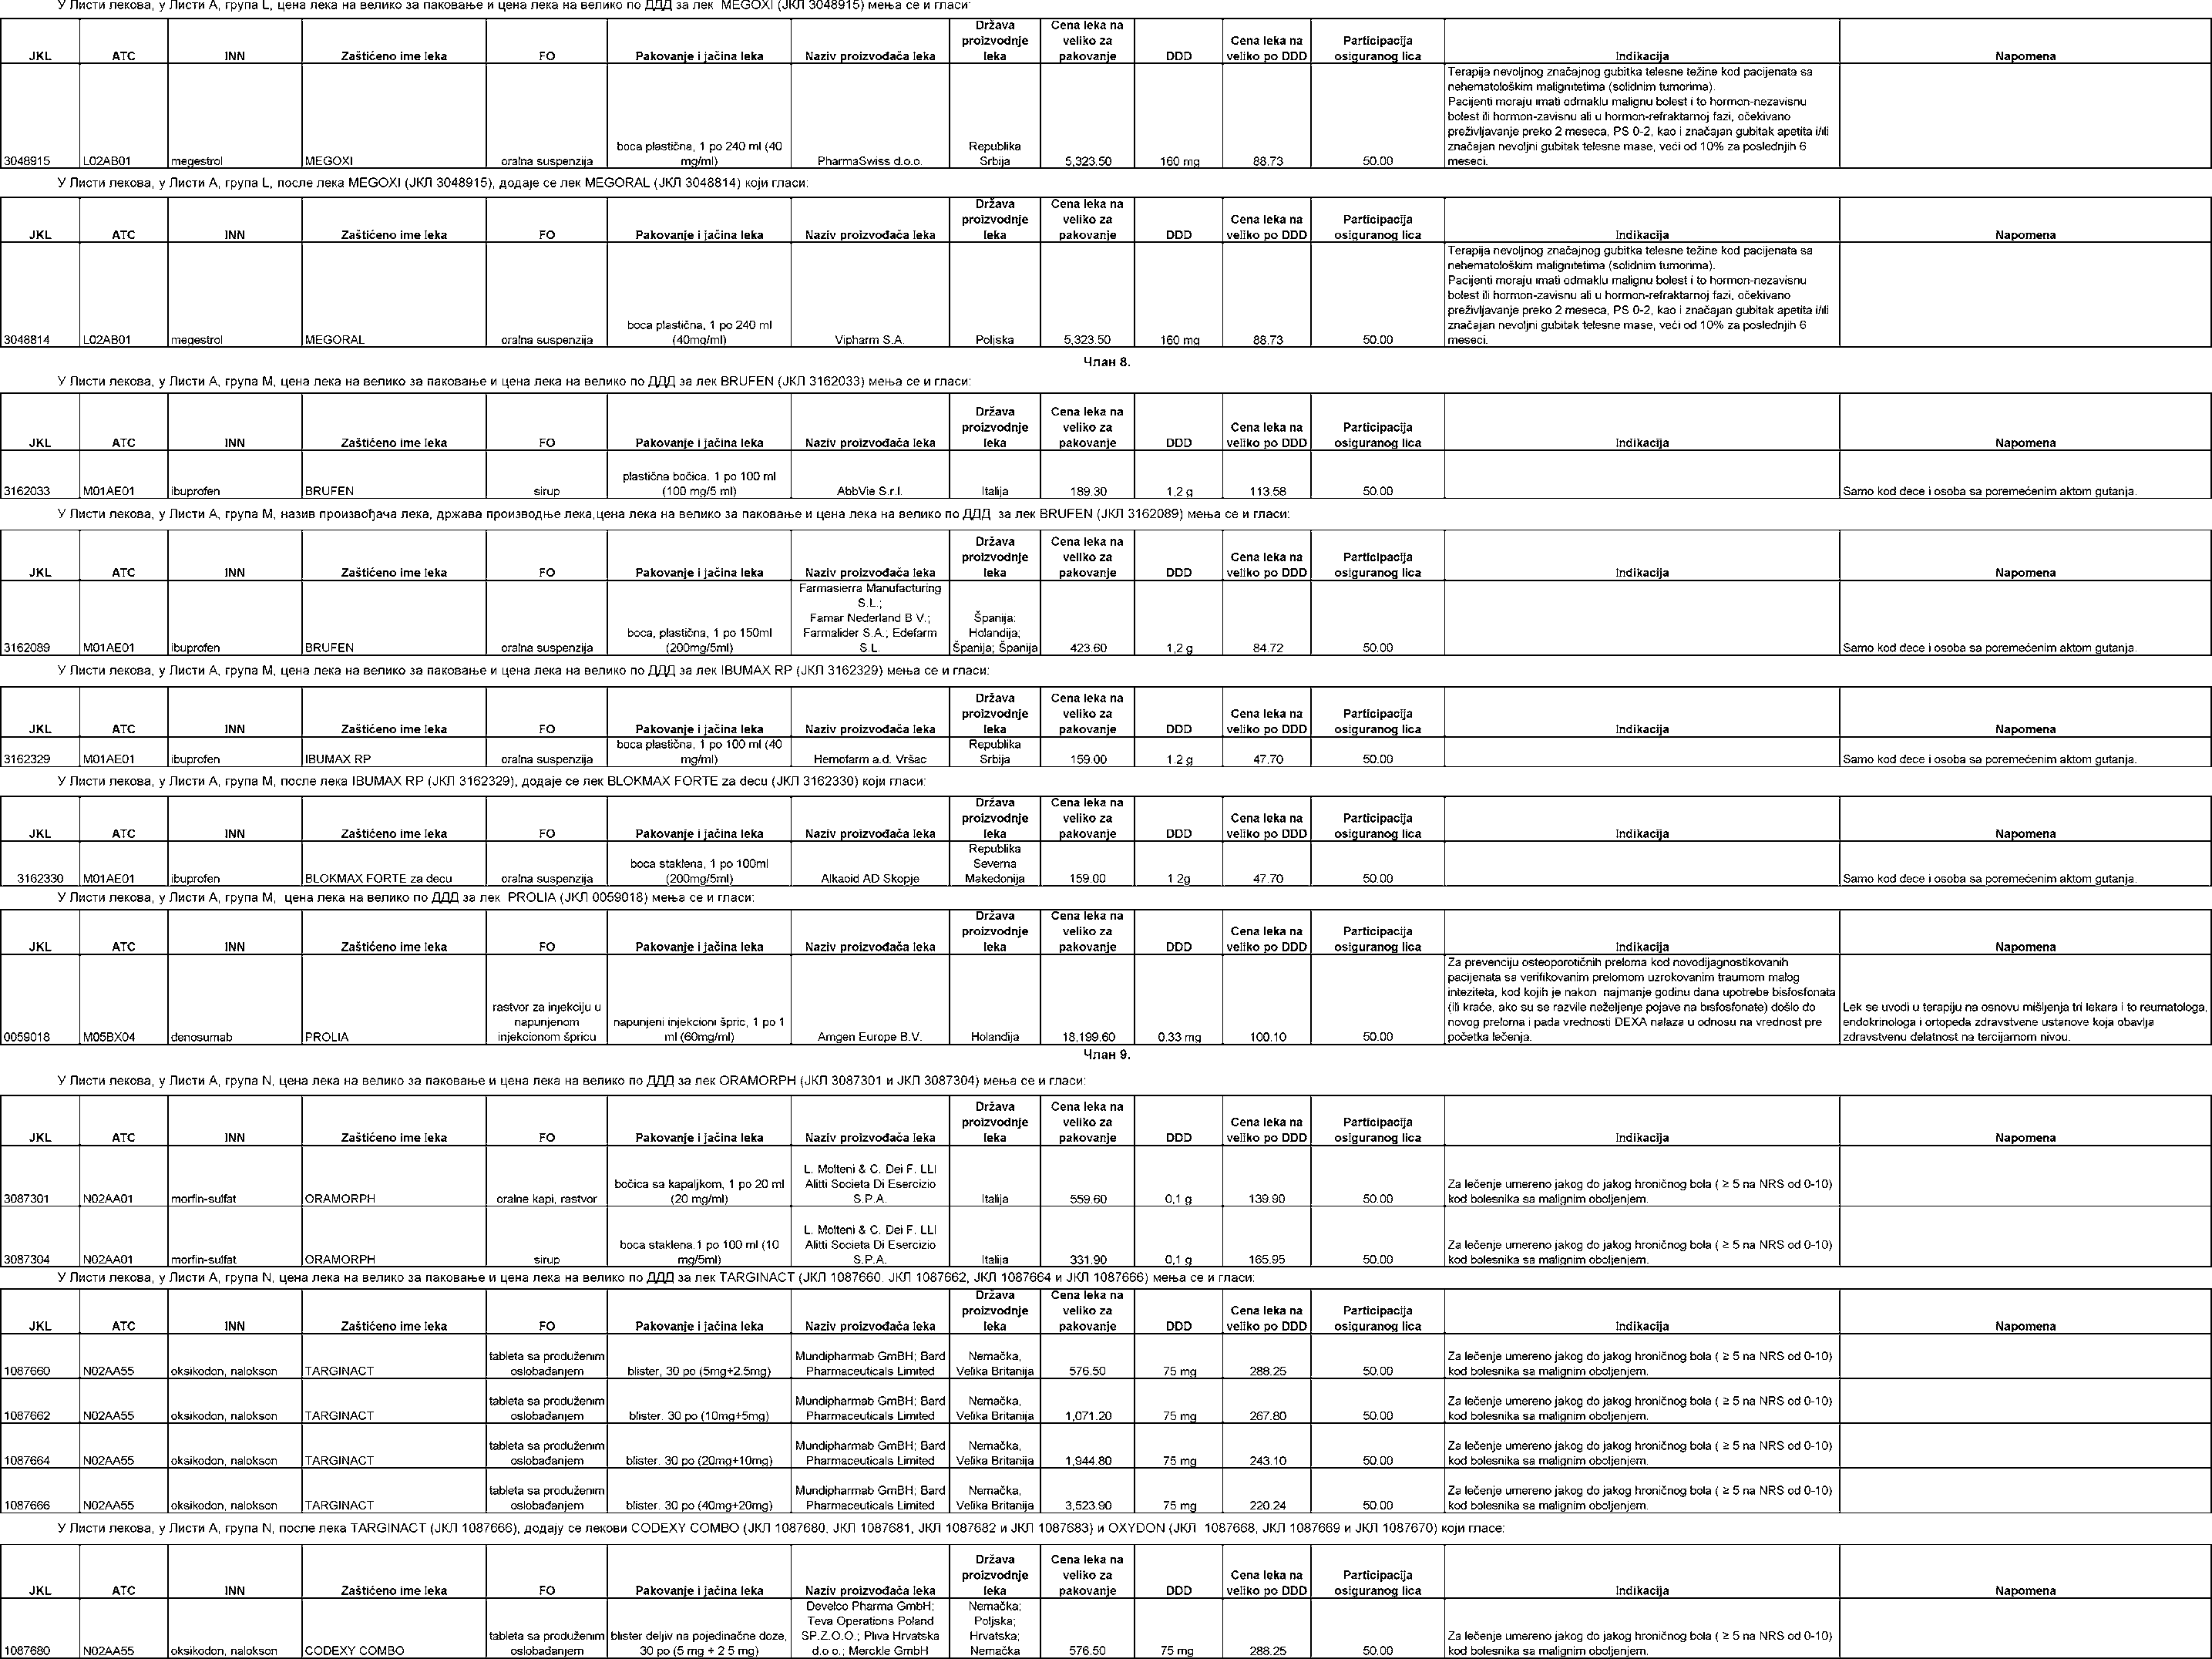 У Листи лекова, у Листи А, група L, цена лека на велико за паковање и цена лека на велико по ДДД за лек MEGOXI (ЈКЛ 3048915) мења се и гласи:
JKL ATC INN Zaštićeno ime leka FO Pakovanje i jačina leka Naziv proizvođača leka Država proizvodnje leka Cena leka na veliko za pakovanje DDD Cena leka na veliko po DDD Participacija osiguranog lica Indikacija Napomena
3048915 L02AB01 megestrol MEGOXI oralna suspenzija boca plastična, 1 po 240 ml (40 mg/ml) PharmaSwiss d.o.o. Republika Srbija 5,323.50 160 mg 88.73 50.00
Terapija nevoljnog značajnog gubitka telesne težine kod pacijenata sa
nehematološkim malignitetima (solidnim tumorima).
Pacijenti moraju imati odmaklu malignu bolest i to hormon-nezavisnu
bolest ili hormon-zavisnu ali u hormon-refraktarnoj fazi, očekivano
preživljavanje preko 2 meseca, PS 0-2, kao i značajan gubitak apetita i/ili
značajan nevoljni gubitak telesne mase, veći od 10% za poslednjih 6
meseci.
У Листи лекова, у Листи А, група L, после лека MEGOXI (ЈКЛ 3048915), додаје се лек MEGORAL (ЈКЛ 3048814) који гласи:
JKL ATC INN Zaštićeno ime leka FO Pakovanje i jačina leka Naziv proizvođača leka Država proizvodnje leka Cena leka na veliko za pakovanje DDD Cena leka na veliko po DDD Participacija osiguranog lica Indikacija Napomena
3048814 L02AB01 megestrol MEGORAL oralna suspenzija boca plastična, 1 po 240 ml (40mg/ml) Vipharm S.A. Poljska 5,323.50 160 mg 88.73 50.00
Terapija nevoljnog značajnog gubitka telesne težine kod pacijenata sa
nehematološkim malignitetima (solidnim tumorima).
Pacijenti moraju imati odmaklu malignu bolest i to hormon-nezavisnu
bolest ili hormon-zavisnu ali u hormon-refraktarnoj fazi, očekivano
preživljavanje preko 2 meseca, PS 0-2, kao i značajan gubitak apetita i/ili
značajan nevoljni gubitak telesne mase, veći od 10% za poslednjih 6
meseci.
Члан 8.
У Листи лекова, у Листи А, група М, цена лека на велико за паковање и цена лека на велико по ДДД за лек BRUFEN (ЈКЛ 3162033) мења се и гласи:
JKL ATC INN Zaštićeno ime leka FO Pakovanje i jačina leka Naziv proizvođača leka Država proizvodnje leka Cena leka na veliko za pakovanje DDD Cena leka na veliko po DDD Participacija osiguranog lica Indikacija Napomena
3162033 M01AE01 ibuprofen BRUFEN sirup plastična bočica, 1 po 100 ml (100 mg/5 ml) AbbVie S.r.l. Italija 189.30 1,2 g 113.58 50.00 Samo kod dece i osoba sa poremećenim aktom gutanja.
У Листи лекова, у Листи А, група М, назив произвођача лека, држава производње лека,цена лека на велико за паковање и цена лека на велико по ДДД за лек BRUFEN (ЈКЛ 3162089) мења се и гласи:
JKL ATC INN Zaštićeno ime leka FO Pakovanje i jačina leka Naziv proizvođača leka Država proizvodnje leka Cena leka na veliko za pakovanje DDD Cena leka na veliko po DDD Participacija osiguranog lica Indikacija Napomena
3162089 M01AE01 ibuprofen BRUFEN oralna suspenzija boca, plastična, 1 po 150ml (200mg/5ml) Farmasierra Manufacturing S.L.; Famar Nederland B V.; Farmalider S.A.; Edefarm S.L. Španija; Holandija; Španija; Španija 423.60 1,2 g 84.72 50.00 Samo kod dece i osoba sa poremećenim aktom gutanja.
У Листи лекова, у Листи А, група М, цена лека на велико за паковање и цена лека на велико по ДДД за лек IBUMAX RP (ЈКЛ 3162329) мења се и гласи:
JKL ATC INN Zaštićeno ime leka FO Pakovanje i jačina leka Naziv proizvođača leka Država proizvodnje leka Cena leka na veliko za pakovanje DDD Cena leka na veliko po DDD Participacija osiguranog lica Indikacija Napomena
3162329 M01AE01 ibuprofen IBUMAX RP oralna suspenzija boca plastična, 1 po 100 ml (40 mg/ml) Hemofarm a.d. Vršac Republika Srbija 159.00 1.2 g 47.70 50.00 Samo kod dece i osoba sa poremećenim aktom gutanja.
У Листи лекова, у Листи А, група М, после лека IBUMAX RP (ЈКЛ 3162329), додаје се лек BLOKMAX FORTE za decu (ЈКЛ 3162330) који гласи:
JKL ATC INN Zaštićeno ime leka FO Pakovanje i jačina leka Naziv proizvođača leka Država proizvodnje leka Cena leka na veliko za pakovanje DDD Cena leka na veliko po DDD Participacija osiguranog lica Indikacija Napomena
3162330 M01AE01 ibuprofen BLOKMAX FORTE za decu oralna suspenzija boca staklena, 1 po 100ml (200mg/5ml) Alkaoid AD Skopje Republika Severna Makedonija 159.00 1.2g 47.70 50.00 Samo kod dece i osoba sa poremećenim aktom gutanja.
У Листи лекова, у Листи А, група М, цена лека на велико по ДДД за лек PROLIA (ЈКЛ 0059018) мења се и гласи:
JKL ATC INN Zaštićeno ime leka FO Pakovanje i jačina leka Naziv proizvođača leka Država proizvodnje leka Cena leka na veliko za pakovanje DDD Cena leka na veliko po DDD Participacija osiguranog lica Indikacija Napomena
0059018 M05BX04 denosumab PROLIA rastvor za injekciju u napunjenom injekcionom špricu napunjeni injekcioni špric, 1 po 1 ml (60mg/ml) Amgen Europe B.V. Holandija 18,199.60 0.33 mg 100.10 50.00
Za prevenciju osteoporotičnih preloma kod novodijagnostikovanih
pacijenata sa verifikovanim prelomom uzrokovanim traumom malog
inteziteta, kod kojih je nakon najmanje godinu dana upotrebe bisfosfonata
(ili kraće, ako su se razvile neželjenje pojave na bisfosfonate) došlo do
novog preloma i pada vrednosti DEXA nalaza u odnosu na vrednost pre
početka lečenja.
Lek se uvodi u terapiju na osnovu mišljenja tri lekara i to reumatologa,
endokrinologa i ortopeda zdravstvene ustanove koja obavlja
zdravstvenu delatnost na tercijarnom nivou.
Члан 9.
У Листи лекова, у Листи А, група N, цена лека на велико за паковање и цена лека на велико по ДДД за лек ORAMORPH (ЈКЛ 3087301 и ЈКЛ 3087304) мења се и гласи:
JKL ATC INN Zaštićeno ime leka FO Pakovanje i jačina leka Naziv proizvođača leka Država proizvodnje leka Cena leka na veliko za pakovanje DDD Cena leka na veliko po DDD Participacija osiguranog lica Indikacija Napomena
3087301 N02AA01 morfin-sulfat ORAMORPH oralne kapi, rastvor bočica sa kapaljkom, 1 po 20 ml (20 mg/ml) L. Molteni & C. Dei F. LLI Alitti Societa Di Esercizio S.P.A. Italija 559.60 0,1 g 139.90 50.00 Za lečenje umereno jakog do jakog hroničnog bola ( ≥ 5 na NRS od 0-10) kod bolesnika sa malignim oboljenjem.
3087304 N02AA01 morfin-sulfat ORAMORPH sirup boca staklena,1 po 100 ml (10 mg/5ml) L. Molteni & C. Dei F. LLI Alitti Societa Di Esercizio S.P.A. Italija 331.90 0,1 g 165.95 50.00 Za lečenje umereno jakog do jakog hroničnog bola ( ≥ 5 na NRS od 0-10) kod bolesnika sa malignim oboljenjem.
У Листи лекова, у Листи А, група N, цена лека на велико за паковање и цена лека на велико по ДДД за лек TARGINACT (ЈКЛ 1087660, ЈКЛ 1087662, ЈКЛ 1087664 и ЈКЛ 1087666) мења се и гласи:
JKL ATC INN Zaštićeno ime leka FO Pakovanje i jačina leka Naziv proizvođača leka Država proizvodnje leka Cena leka na veliko za pakovanje DDD Cena leka na veliko po DDD Participacija osiguranog lica Indikacija Napomena
1087660 N02AA55 oksikodon, nalokson TARGINACT tableta sa produženim oslobađanjem blister, 30 po (5mg+2.5mg) Mundipharmab GmBH; Bard Pharmaceuticals Limited Nemačka, Velika Britanija 576.50 75 mg 288.25 50.00 Za lečenje umereno jakog do jakog hroničnog bola ( ≥ 5 na NRS od 0-10) kod bolesnika sa malignim oboljenjem.
1087662 N02AA55 oksikodon, nalokson TARGINACT tableta sa produženim oslobađanjem blister, 30 po (10mg+5mg) Mundipharmab GmBH; Bard Pharmaceuticals Limited Nemačka, Velika Britanija 1,071.20 75 mg 267.80 50.00 Za lečenje umereno jakog do jakog hroničnog bola ( ≥ 5 na NRS od 0-10) kod bolesnika sa malignim oboljenjem.
1087664 N02AA55 oksikodon, nalokson TARGINACT tableta sa produženim oslobađanjem blister, 30 po (20mg+10mg) Mundipharmab GmBH; Bard Pharmaceuticals Limited Nemačka, Velika Britanija 1,944.80 75 mg 243.10 50.00 Za lečenje umereno jakog do jakog hroničnog bola ( ≥ 5 na NRS od 0-10) kod bolesnika sa malignim oboljenjem.
1087666 N02AA55 oksikodon, nalokson TARGINACT tableta sa produženim oslobađanjem blister, 30 po (40mg+20mg) Mundipharmab GmBH; Bard Pharmaceuticals Limited Nemačka, Velika Britanija 3,523.90 75 mg 220.24 50.00 Za lečenje umereno jakog do jakog hroničnog bola ( ≥ 5 na NRS od 0-10) kod bolesnika sa malignim oboljenjem.
У Листи лекова, у Листи А, група N, после лека TARGINACT (ЈКЛ 1087666), додају се лекови CODEXY COMBO (ЈКЛ 1087680, ЈКЛ 1087681, ЈКЛ 1087682 и ЈКЛ 1087683) и OXYDON (ЈКЛ 1087668, ЈКЛ 1087669 и ЈКЛ 1087670) који гласе:
JKL ATC INN Zaštićeno ime leka FO Pakovanje i jačina leka Naziv proizvođača leka Država proizvodnje leka Cena leka na veliko za pakovanje DDD Cena leka na veliko po DDD Participacija osiguranog lica Indikacija Napomena
1087680 N02AA55 oksikodon, nalokson CODEXY COMBO tableta sa produženim oslobađanjem blister deljiv na pojedinačne doze, 30 po (5 mg + 2.5 mg) Develco Pharma GmbH; Teva Operations Poland SP.Z.O.O.; Pliva Hrvatska d.o.o.; Merckle GmbH Nemačka; Poljska; Hrvatska; Nemačka 576.50 75 mg 288.25 50.00 Za lečenje umereno jakog do jakog hroničnog bola ( ≥ 5 na NRS od 0-10) kod bolesnika sa malignim oboljenjem.